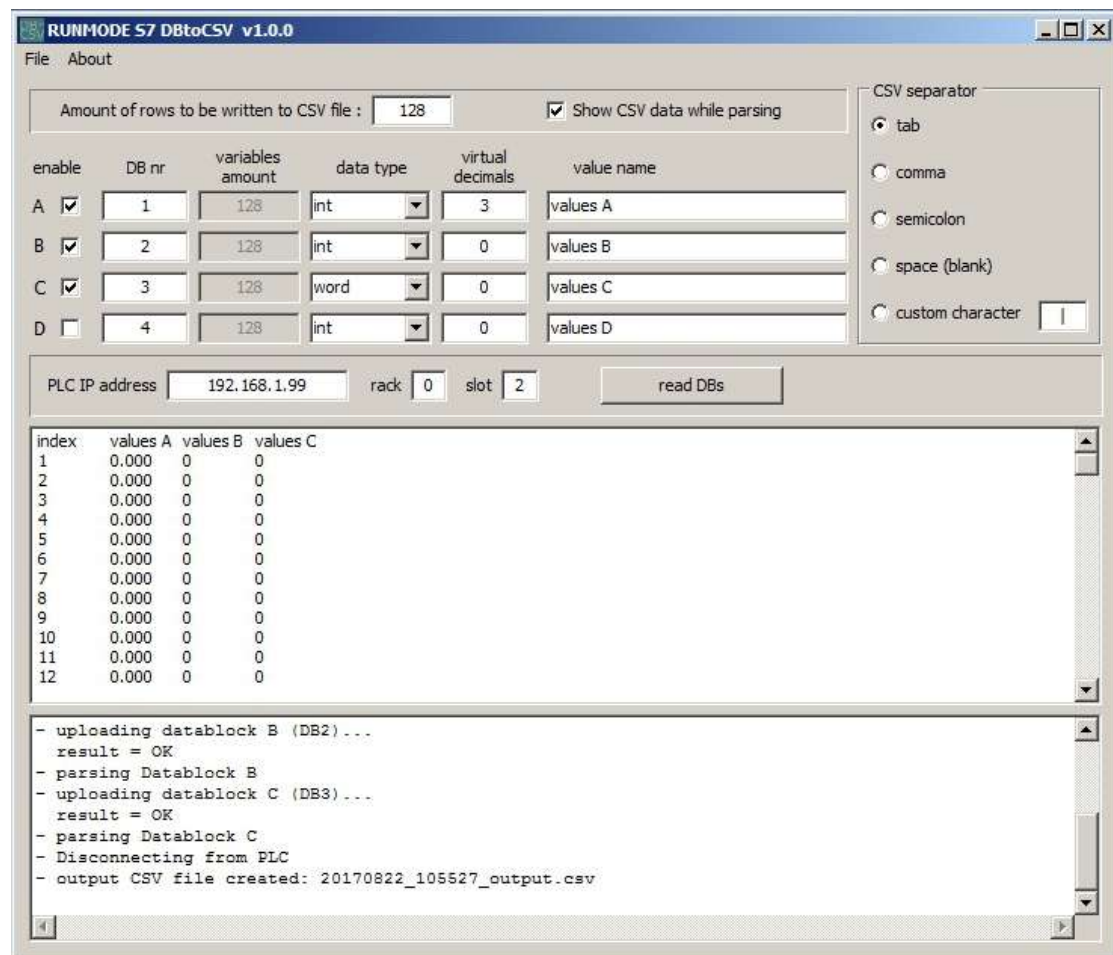 RUNMODE S7 DBtoCSV v1.0.0
File About
Amount of rows to be written to CSV file : 128 Show CSV data while parsing
CSV separator
tab
comma
semicolon
space (blank)
custom character |
enable DB nr variables amount data type virtual decimals value name
A 1 128 int 3 values A
B 2 128 int 0 values B
C 3 128 word 0 values C
D 4 128 int 0 values D
PLC IP address 192.168.1.99 rack 0 slot 2 read DBs
index values A values B values C
1 0.000 0 0
2 0.000 0 0
3 0.000 0 0
4 0.000 0 0
5 0.000 0 0
6 0.000 0 0
7 0.000 0 0
8 0.000 0 0
9 0.000 0 0
10 0.000 0 0
11 0.000 0 0
12 0.000 0 0
- uploading datablock B (DB2)...
result = OK
- parsing Datablock B
- uploading datablock C (DB3)...
result = OK
- parsing Datablock C
- Disconnecting from PLC
- output CSV file created: 20170822_105527_output.csv